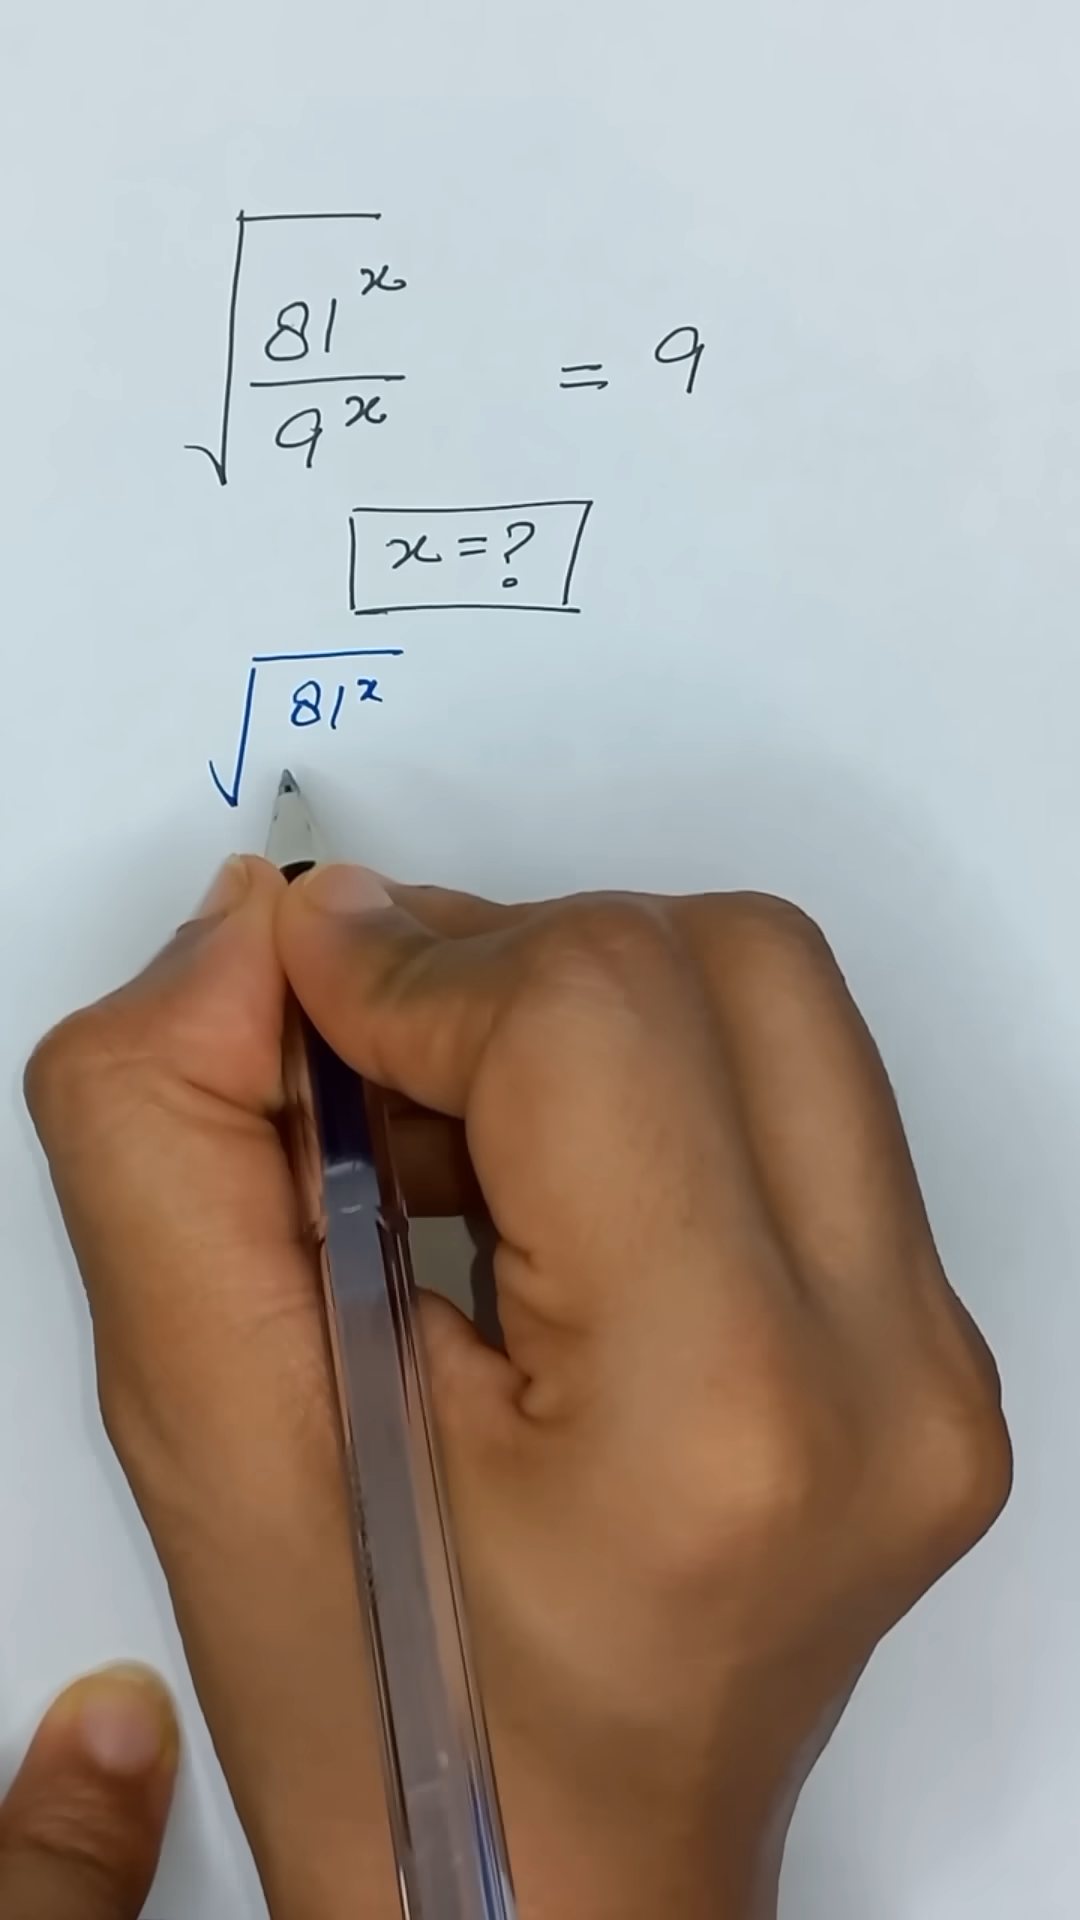 √(81^x / 9^x) = 9
x = ?
√81^x